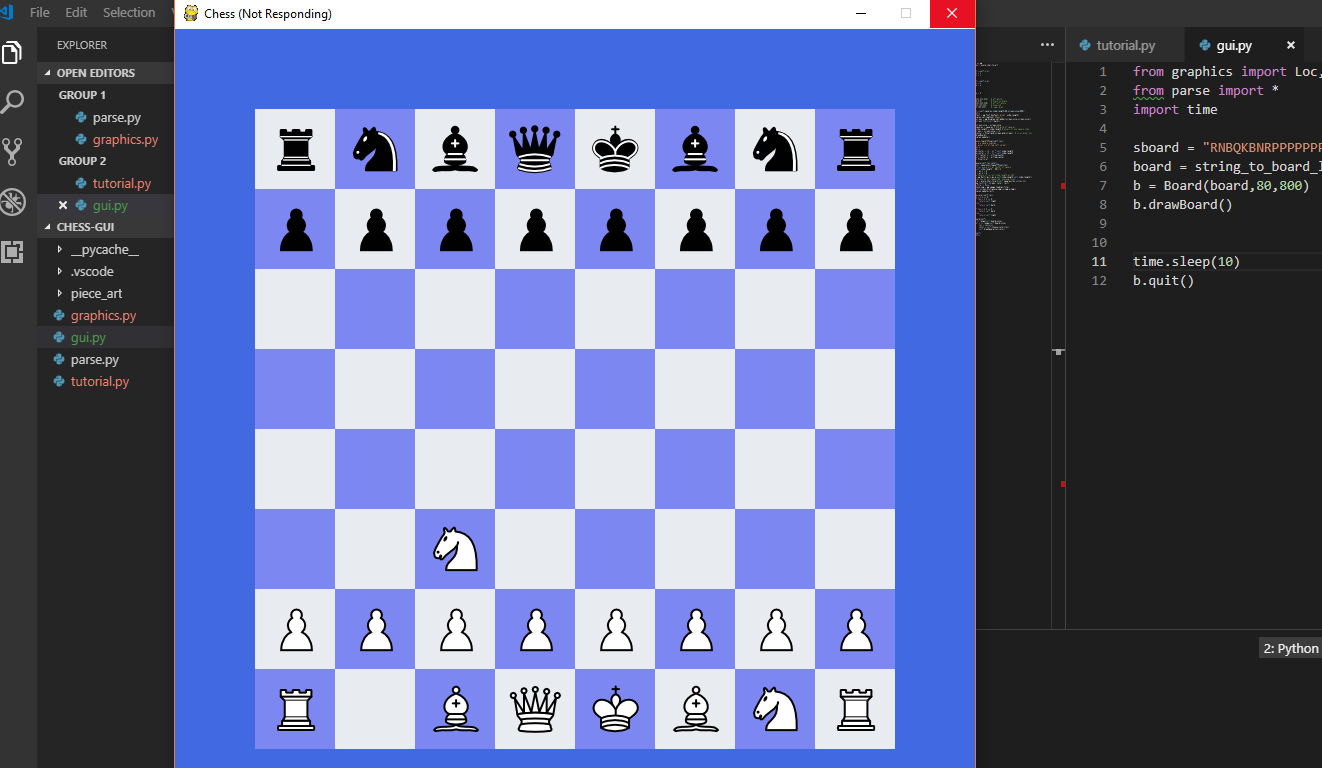 File Edit Selection
Chess (Not Responding)
EXPLORER
OPEN EDITORS
GROUP 1
parse.py
graphics.py
GROUP 2
tutorial.py
gui.py
CHESS-GUI
__pycache__
.vscode
piece_art
graphics.py
gui.py
parse.py
tutorial.py
tutorial.py gui.py
1 from graphics import Loc,
2 from parse import *
3 import time
4
5 sboard = "RNBQKBNRPPPPPPPP
6 board = string_to_board_l
7 b = Board(board,80,800)
8 b.drawBoard()
9
10
11 time.sleep(10)
12 b.quit()
2: Python